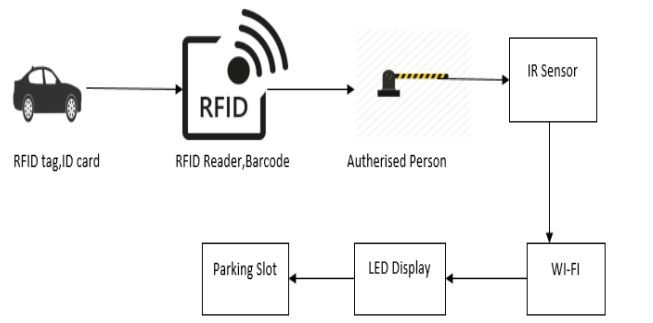 RFID
RFID tag,ID card
RFID Reader,Barcode
Autherised Person
IR Sensor
WI-FI
LED Display
Parking Slot